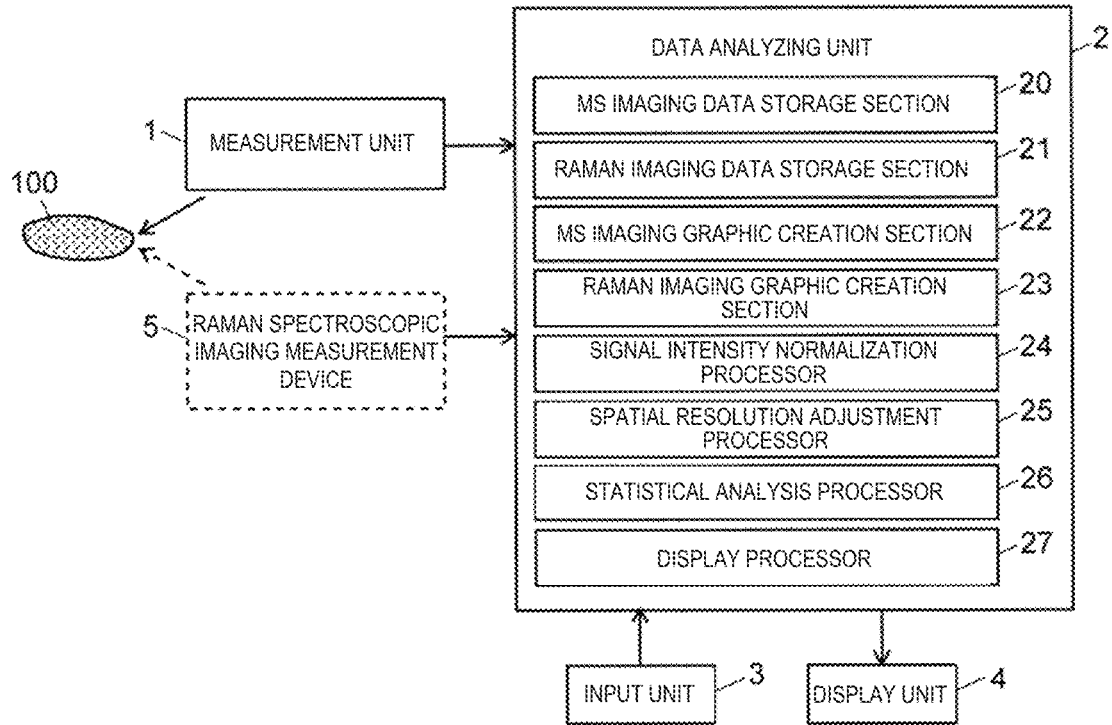 DATA ANALYZING UNIT
2
MS IMAGING DATA STORAGE SECTION
20
1
MEASUREMENT UNIT
RAMAN IMAGING DATA STORAGE SECTION
21
100
MS IMAGING GRAPHIC CREATION SECTION
22
RAMAN IMAGING GRAPHIC CREATION
SECTION
23
5
RAMAN SPECTROSCOPIC
IMAGING MEASUREMENT
DEVICE
SIGNAL INTENSITY NORMALIZATION
PROCESSOR
24
SPATIAL RESOLUTION ADJUSTMENT
PROCESSOR
25
STATISTICAL ANALYSIS PROCESSOR
26
DISPLAY PROCESSOR
27
INPUT UNIT
3
DISPLAY UNIT
4